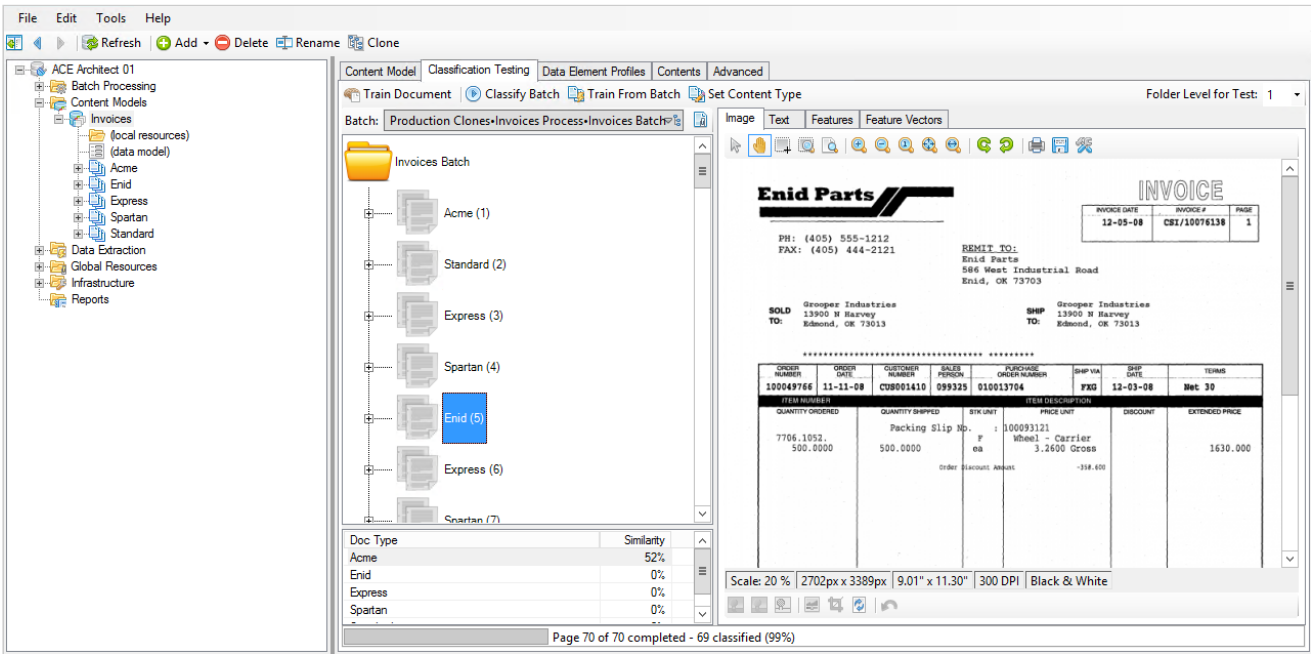 File Edit Tools Help
Refresh Add Delete Rename Clone
ACE Architect 01
Batch Processing
Content Models
Invoices
(local resources)
(data model)
Acme
Enid
Express
Spartan
Standard
Data Extraction
Global Resources
Infrastructure
Reports
Content Model Classification Testing Data Element Profiles Contents Advanced
Train Document Classify Batch Train From Batch Set Content Type Folder Level for Test: 1
Batch: Production Clones•Invoices Process•Invoices Batch
Invoices Batch
Acme (1)
Standard (2)
Express (3)
Spartan (4)
Enid (5)
Express (6)
Spartan (7)
Doc Type Similarity
Acme 52%
Enid 0%
Express 0%
Spartan 0%
Image Text Features Feature Vectors
Enid Parts
INVOICE
INVOICE DATE INVOICE # PAGE
12-05-08 CSI/10076138 1
PH: (405) 555-1212
FAX: (405) 444-2121
REMIT TO:
Enid Parts
586 West Industrial Road
Enid, OK 73703
SOLD TO:
Grooper Industries
13900 N Harvey
Edmond, OK 73013
SHIP TO:
Grooper Industries
13900 N Harvey
Edmond, OK 73013
************************************ *********
ORDER NUMBER ORDER DATE CUSTOMER NUMBER SALES PERSON PURCHASE ORDER NUMBER SHIP VIA SHIP DATE TERMS
100049766 11-11-08 CUS001410 099325 010013704 FXG 12-03-08 Net 30
ITEM NUMBER ITEM DESCRIPTION
QUANTITY ORDERED QUANTITY SHIPPED STK UNIT PRICE UNIT DISCOUNT EXTENDED PRICE
Packing Slip No. : 100093121
7706.1052. F Wheel - Carrier
500.0000 500.0000 ea 3.2600 Gross 1630.000
Order Discount Amount -358.600
Scale: 20 % 2702px x 3389px 9.01" x 11.30" 300 DPI Black & White
Page 70 of 70 completed - 69 classified (99%)